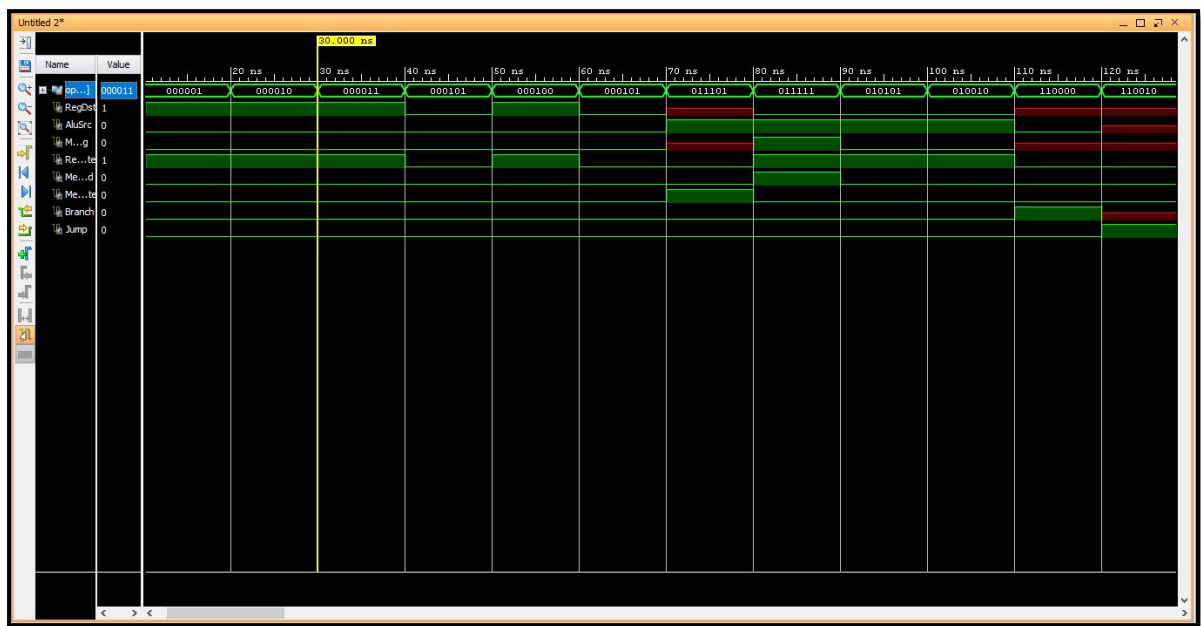 Untitled 2*
30.000 ns
Name Value
20 ns 30 ns 40 ns 50 ns 60 ns 70 ns 80 ns 90 ns 100 ns 110 ns 120 ns
op...] 000011 000001 000010 000011 000101 000100 000101 011101 011111 010101 010010 110000 110010
RegDst 1
AluSrc 0
M...g 0
Re...te 1
Me...d 0
Me...te 0
Branch 0
Jump 0